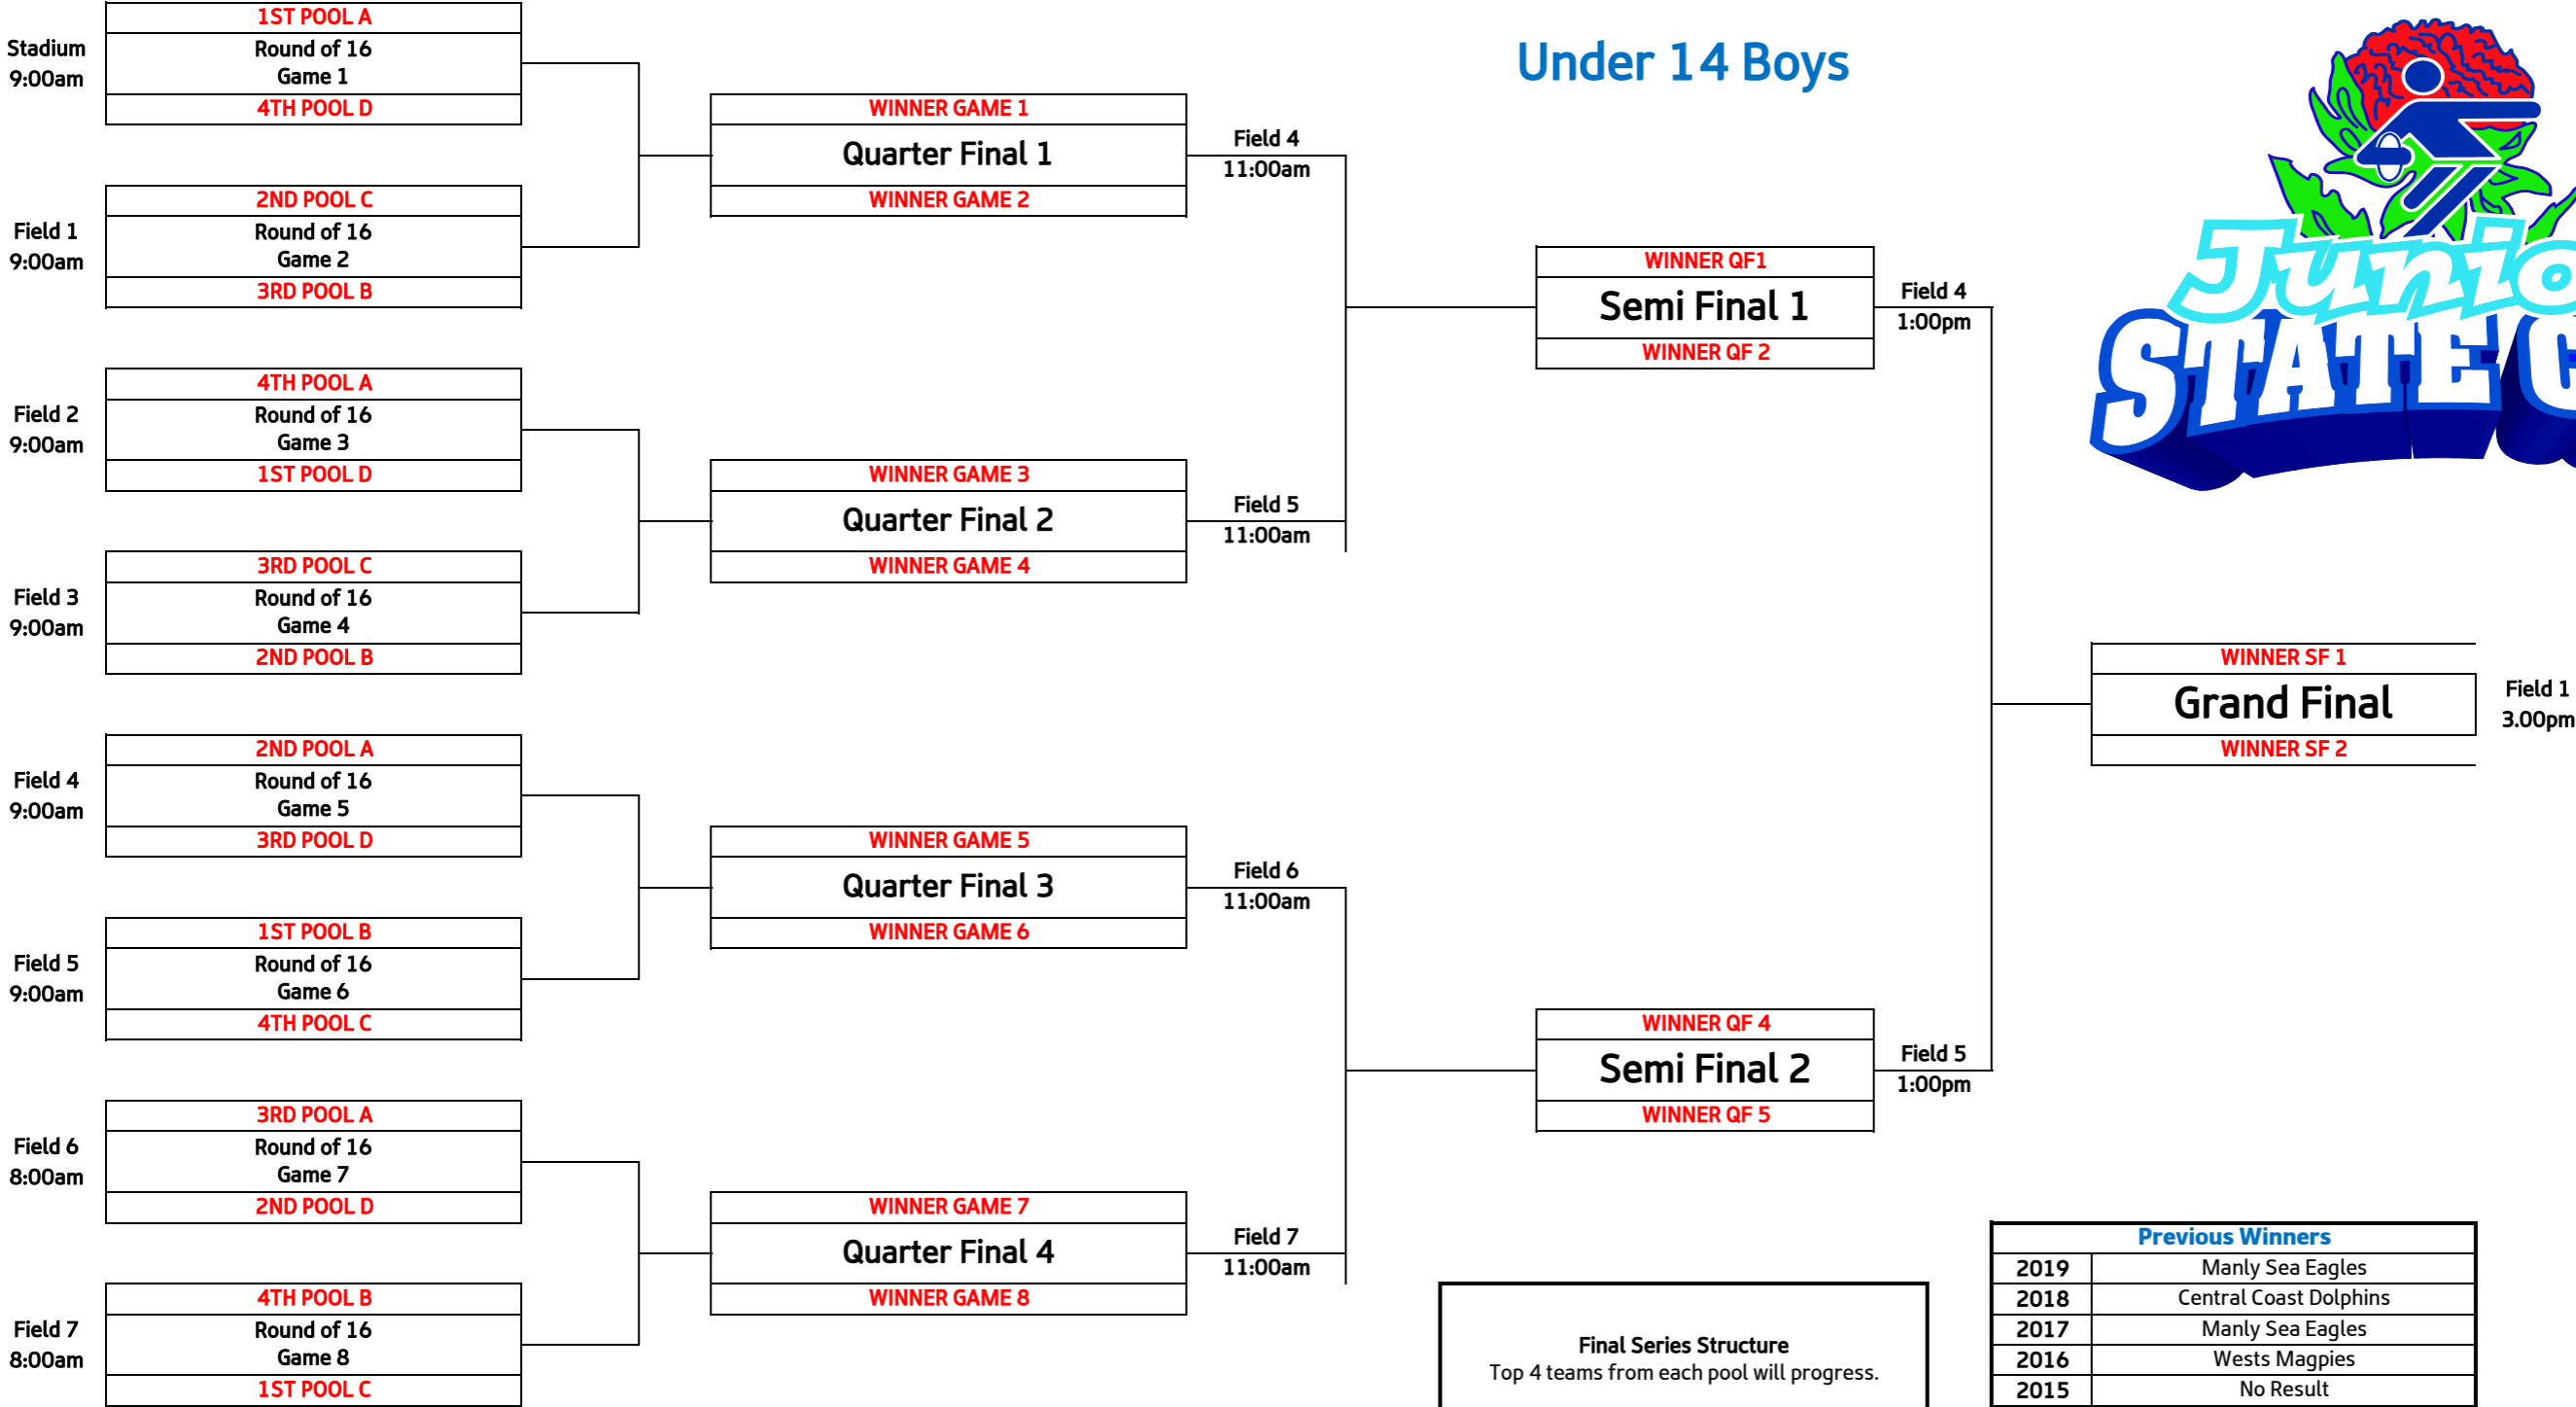 Under 14 Boys
Junio
STATE C
Stadium
9:00am
1ST POOL A
Round of 16
Game 1
4TH POOL D
Field 1
9:00am
2ND POOL C
Round of 16
Game 2
3RD POOL B
Field 2
9:00am
4TH POOL A
Round of 16
Game 3
1ST POOL D
Field 3
9:00am
3RD POOL C
Round of 16
Game 4
2ND POOL B
Field 4
9:00am
2ND POOL A
Round of 16
Game 5
3RD POOL D
Field 5
9:00am
1ST POOL B
Round of 16
Game 6
4TH POOL C
Field 6
8:00am
3RD POOL A
Round of 16
Game 7
2ND POOL D
Field 7
8:00am
4TH POOL B
Round of 16
Game 8
1ST POOL C
WINNER GAME 1
Quarter Final 1
WINNER GAME 2
Field 4
11:00am
WINNER GAME 3
Quarter Final 2
WINNER GAME 4
Field 5
11:00am
WINNER GAME 5
Quarter Final 3
WINNER GAME 6
Field 6
11:00am
WINNER GAME 7
Quarter Final 4
WINNER GAME 8
Field 7
11:00am
WINNER QF1
Semi Final 1
WINNER QF 2
Field 4
1:00pm
WINNER QF 4
Semi Final 2
WINNER QF 5
Field 5
1:00pm
WINNER SF 1
Grand Final
WINNER SF 2
Field 1
3.00pm
Final Series Structure
Top 4 teams from each pool will progress.
Previous Winners
2019 Manly Sea Eagles
2018 Central Coast Dolphins
2017 Manly Sea Eagles
2016 Wests Magpies
2015 No Result